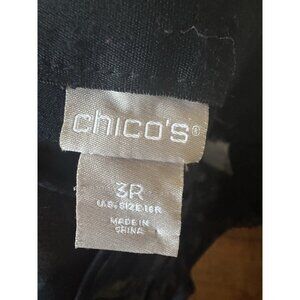 chico's®
3R
U.S. SIZE 16R
MADE IN
CHINA